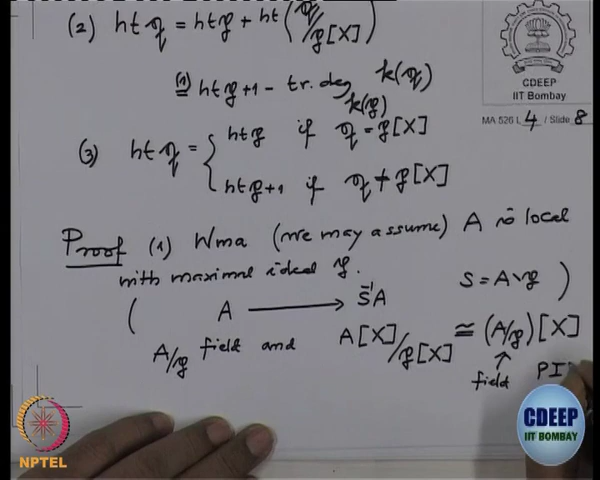 (2) ht 𝔮 = ht 𝔭 + ht (𝔮/𝔭[X])
(1)= ht 𝔭 + 1 − tr.deg k(𝔮)
k(𝔭)
(3) ht 𝔮 = { ht 𝔭 if 𝔮 = 𝔭[X]
ht 𝔭 + 1 if 𝔮 ≠ 𝔭[X]
Proof (1) Wma (we may assume) A is local
with maximal ideal 𝔭.
( A ⟶ S⁻¹A S = A∖𝔭 )
A/𝔭 field and A[X]/𝔭[X] ≅ (A/𝔭)[X]
↑
field PI
CDEEP
IIT Bombay
MA 526 L 4 / Slide 8
NPTEL
CDEEP
IIT BOMBAY